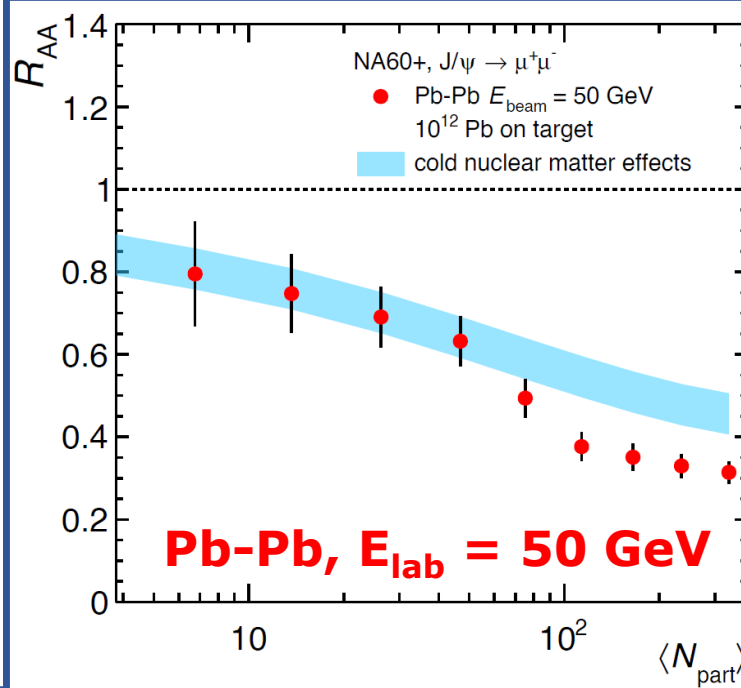 R_AA
1.4
1.2
1
0.8
0.6
0.4
0.2
0
NA60+, J/ψ → μ⁺μ⁻
Pb-Pb E_beam = 50 GeV
10¹² Pb on target
cold nuclear matter effects
Pb-Pb, E_lab = 50 GeV
10
10²
⟨N_part⟩